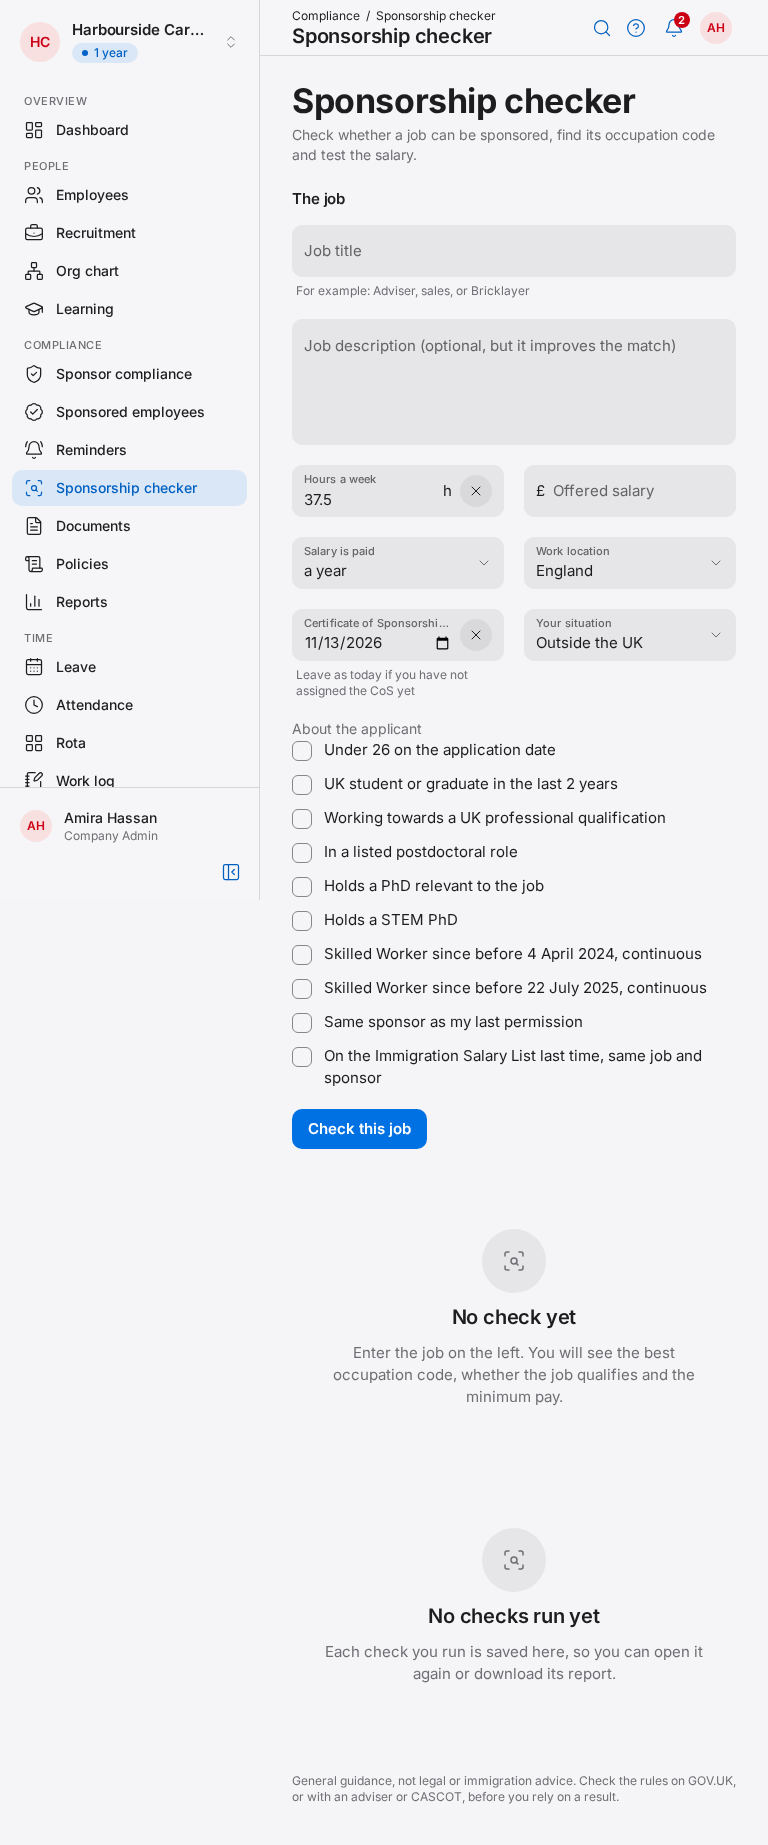 HC
Harbourside Car...
1 year
OVERVIEW
Dashboard
PEOPLE
Employees
Recruitment
Org chart
Learning
COMPLIANCE
Sponsor compliance
Sponsored employees
Reminders
Sponsorship checker
Documents
Policies
Reports
TIME
Leave
Attendance
Rota
Work log
AH
Amira Hassan
Company Admin
Compliance / Sponsorship checker
Sponsorship checker
2
AH
Sponsorship checker
Check whether a job can be sponsored, find its occupation code
and test the salary.
The job
Job title
For example: Adviser, sales, or Bricklayer
Job description (optional, but it improves the match)
Hours a week
37.5
h
£ Offered salary
Salary is paid
a year
Work location
England
Certificate of Sponsorshi...
11/13/2026
Your situation
Outside the UK
Leave as today if you have not
assigned the CoS yet
About the applicant
Under 26 on the application date
UK student or graduate in the last 2 years
Working towards a UK professional qualification
In a listed postdoctoral role
Holds a PhD relevant to the job
Holds a STEM PhD
Skilled Worker since before 4 April 2024, continuous
Skilled Worker since before 22 July 2025, continuous
Same sponsor as my last permission
On the Immigration Salary List last time, same job and
sponsor
Check this job
No check yet
Enter the job on the left. You will see the best
occupation code, whether the job qualifies and the
minimum pay.
No checks run yet
Each check you run is saved here, so you can open it
again or download its report.
General guidance, not legal or immigration advice. Check the rules on GOV.UK,
or with an adviser or CASCOT, before you rely on a result.